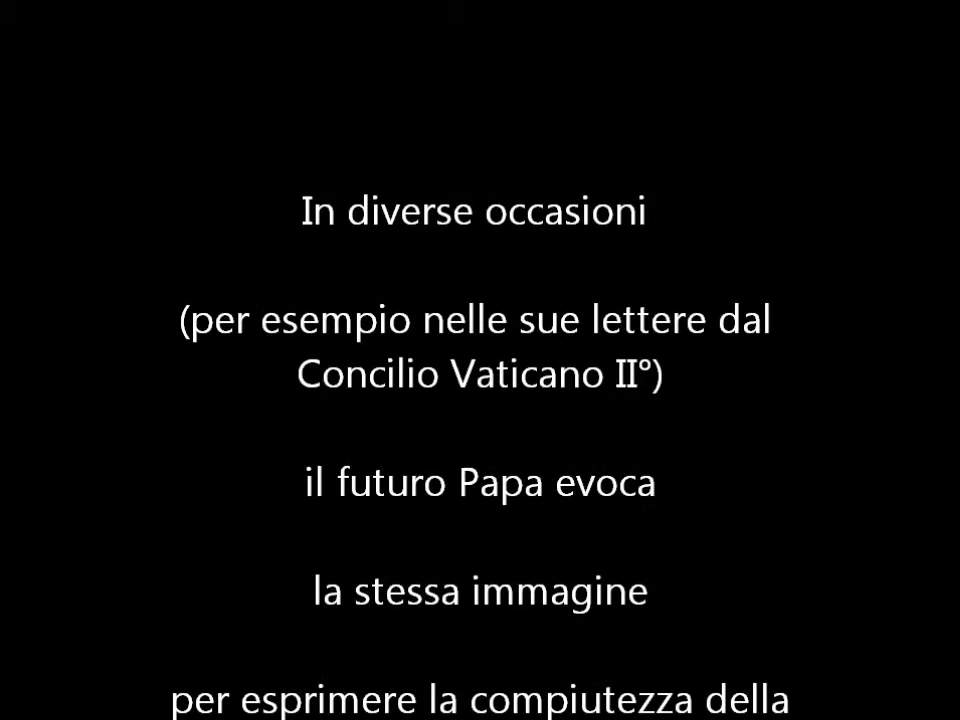 In diverse occasioni
(per esempio nelle sue lettere dal
Concilio Vaticano II°)
il futuro Papa evoca
la stessa immagine
per esprimere la compiutezza della